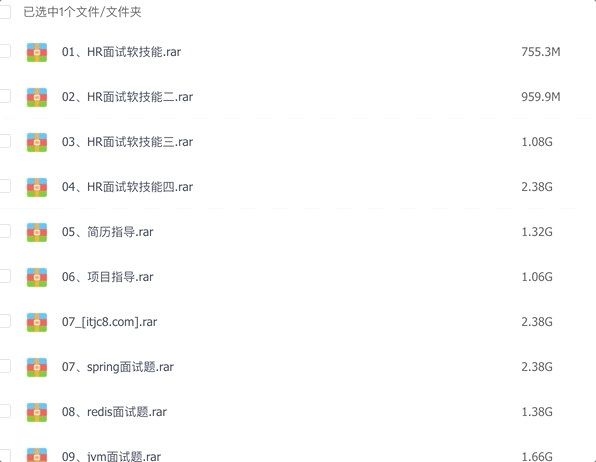 已选中1个文件/文件夹
01、HR面试软技能.rar 755.3M
02、HR面试软技能二.rar 959.9M
03、HR面试软技能三.rar 1.08G
04、HR面试软技能四.rar 2.38G
05、简历指导.rar 1.32G
06、项目指导.rar 1.06G
07_[itjc8.com].rar 2.38G
07、spring面试题.rar 2.38G
08、redis面试题.rar 1.38G
09、jvm面试题.rar 1.66G